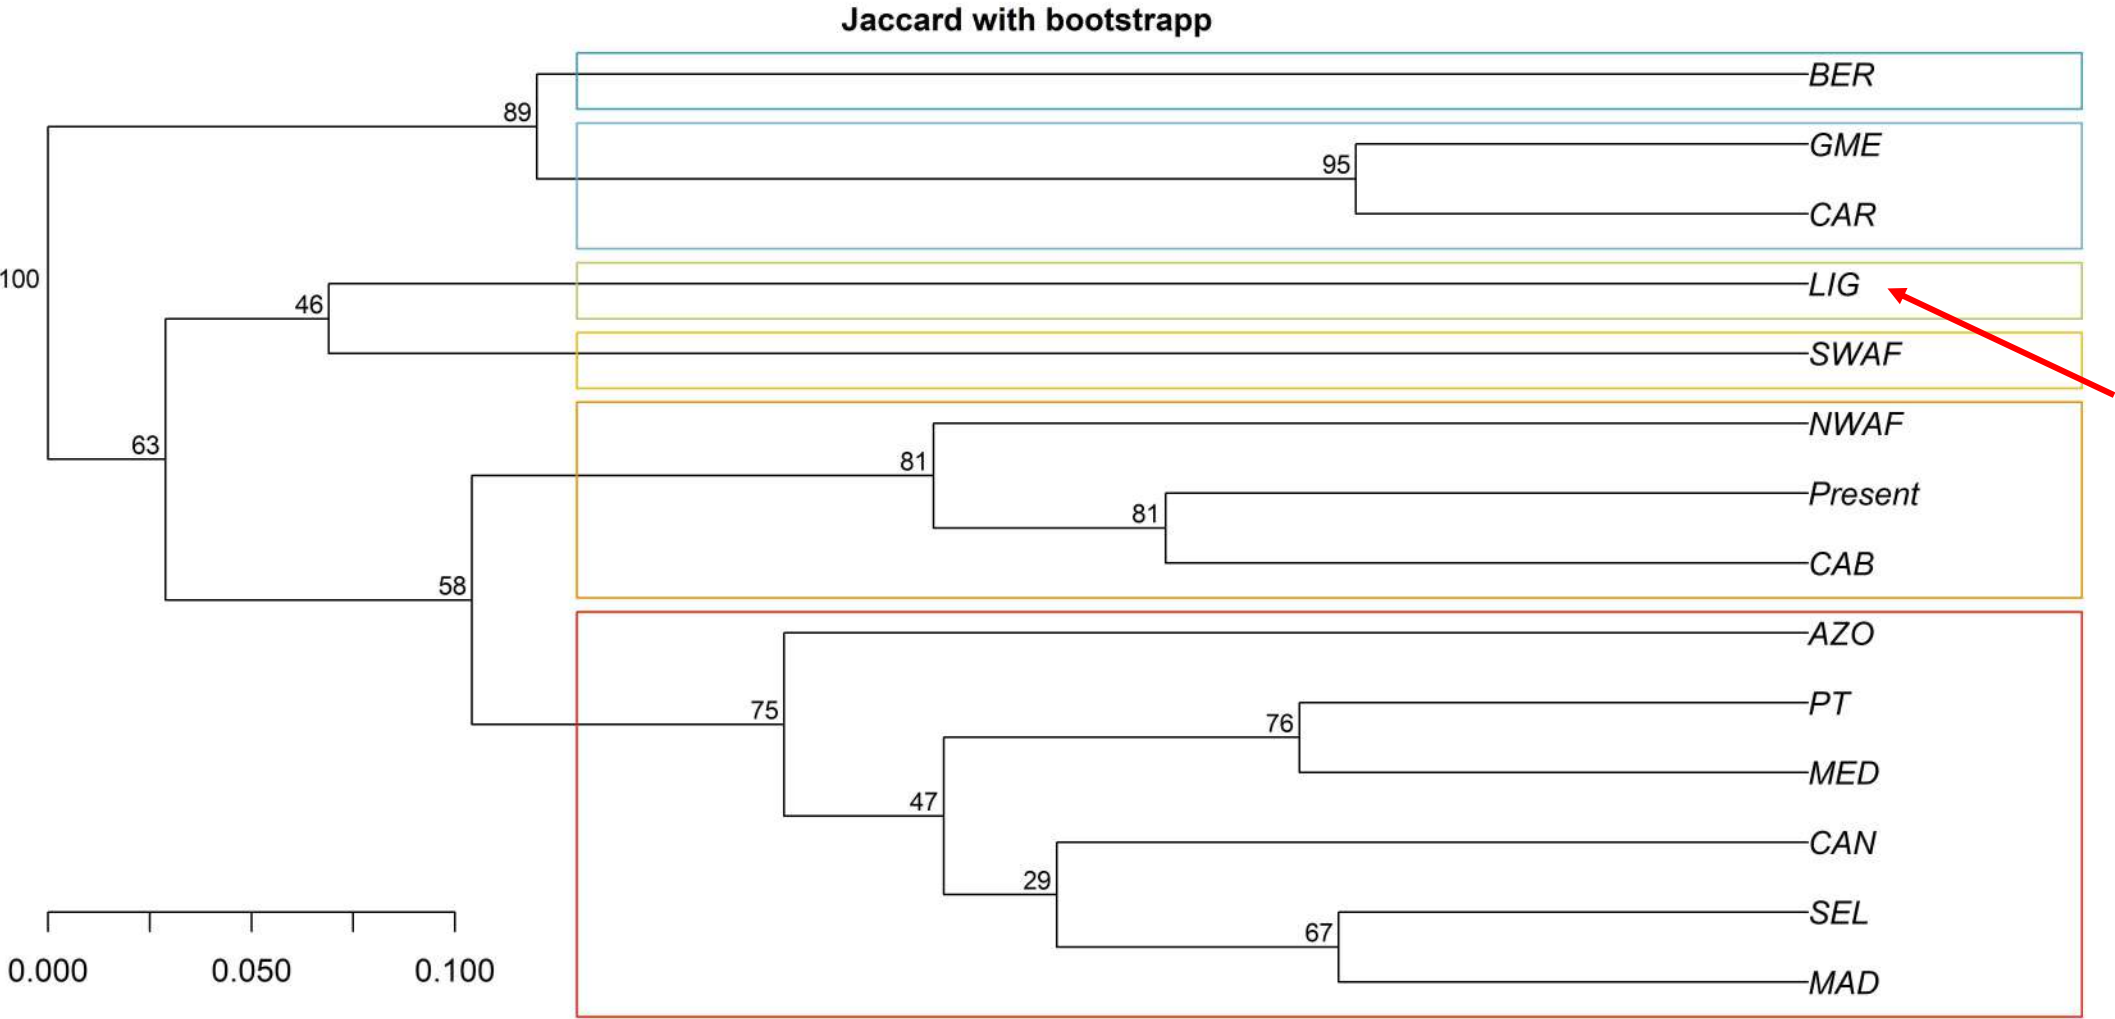 Jaccard with bootstrapp
BER
89
GME
95
CAR
100
LIG
46
SWAF
NWAF
63
81
Present
81
CAB
58
AZO
PT
75
76
MED
47
CAN
29
SEL
67
MAD
0.000 0.050 0.100